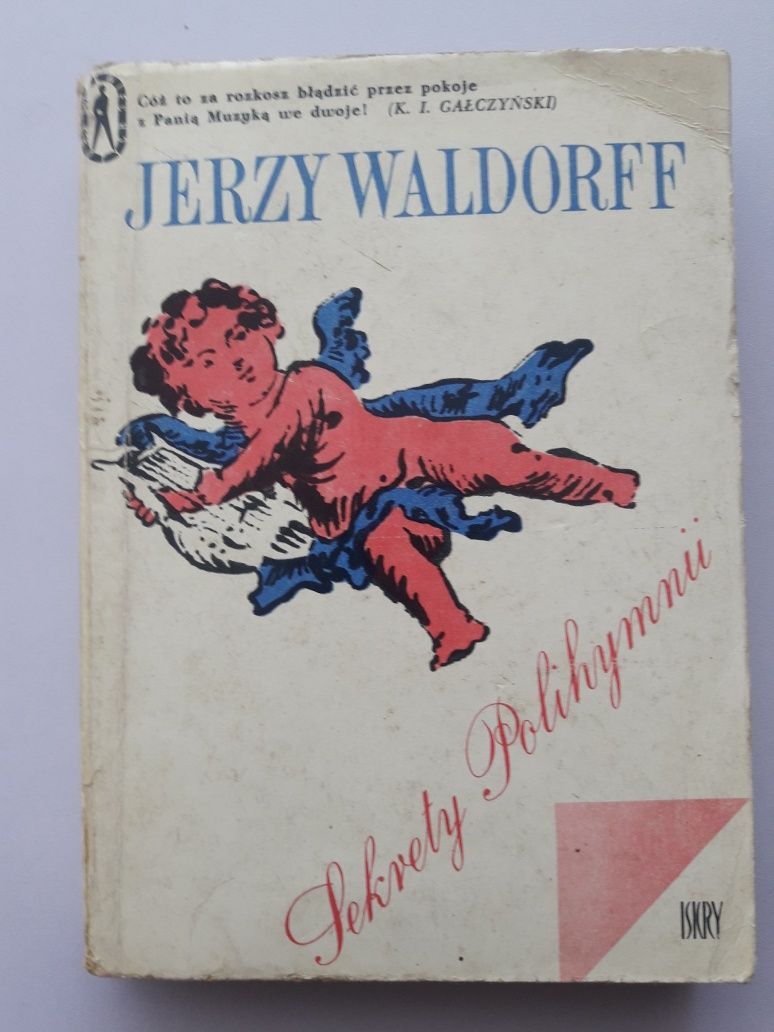 Cóż to za rozkosz błądzić przez pokoje
z Panią Muzyką we dwoje! (K. I. GAŁCZYŃSKI)
JERZY WALDORFF
Sekrety Polihymnii
ISKRY